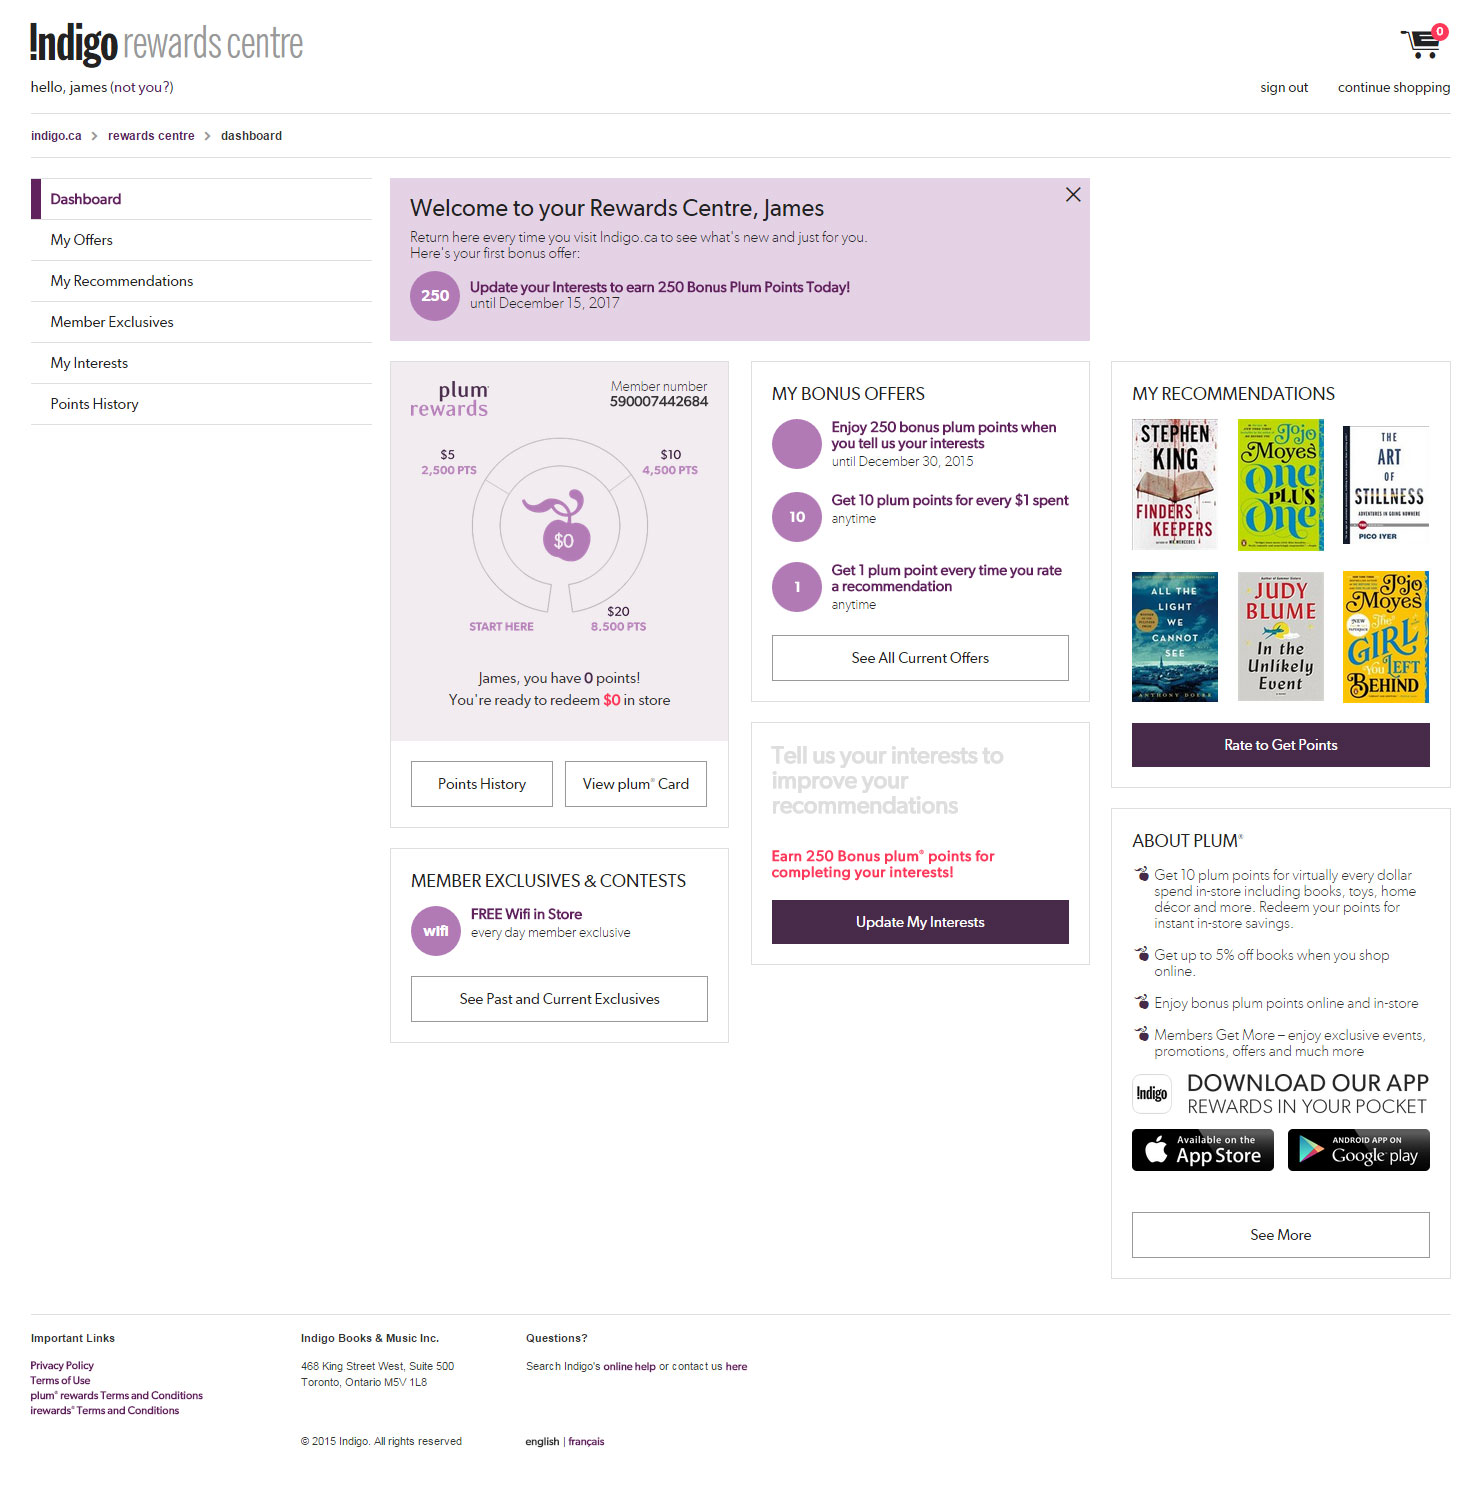 !ndigo rewards centre
0
hello, james (not you?)
sign out
continue shopping
indigo.ca > rewards centre > dashboard
Dashboard
My Offers
My Recommendations
Member Exclusives
My Interests
Points History
Welcome to your Rewards Centre, James
Return here every time you visit Indigo.ca to see what's new and just for you.
Here's your first bonus offer:
250
Update your Interests to earn 250 Bonus Plum Points Today!
until December 15, 2017
plum
rewards
Member number
590007442684
$5
2,500 PTS
$10
4,500 PTS
$0
$20
8,500 PTS
START HERE
James, you have 0 points!
You're ready to redeem $0 in store
Points History
View plum® Card
MEMBER EXCLUSIVES & CONTESTS
wifi
FREE Wifi in Store
every day member exclusive
See Past and Current Exclusives
MY BONUS OFFERS
Enjoy 250 bonus plum points when
you tell us your interests
until December 30, 2015
10
Get 10 plum points for every $1 spent
anytime
1
Get 1 plum point every time you rate
a recommendation
anytime
See All Current Offers
Tell us your interests to
improve your
recommendations
Earn 250 Bonus plum® points for
completing your interests!
Update My Interests
MY RECOMMENDATIONS
STEPHEN
KING
FINDERS
KEEPERS
Jojo
Moyes
One
PLUS
One
THE
ART
OF
STILLNESS
ADVENTURES IN GOING NOWHERE
PICO IYER
ALL THE
LIGHT
WE
CANNOT
SEE
ANTHONY DOERR
JUDY
BLUME
In the
Unlikely
Event
Jojo
Moyes
NEW
The
GIRL
You LEFT
BEHIND
Rate to Get Points
ABOUT PLUM®
Get 10 plum points for virtually every dollar
spend in-store including books, toys, home
décor and more. Redeem your points for
instant in-store savings.
Get up to 5% off books when you shop
online.
Enjoy bonus plum points online and in-store
Members Get More – enjoy exclusive events,
promotions, offers and much more
!ndigo
DOWNLOAD OUR APP
REWARDS IN YOUR POCKET
Available on the
App Store
ANDROID APP ON
Google play
See More
Important Links
Privacy Policy
Terms of Use
plum® rewards Terms and Conditions
irewards® Terms and Conditions
Indigo Books & Music Inc.
468 King Street West, Suite 500
Toronto, Ontario M5V 1L8
© 2015 Indigo. All rights reserved
Questions?
Search Indigo's online help or contact us here
english | français